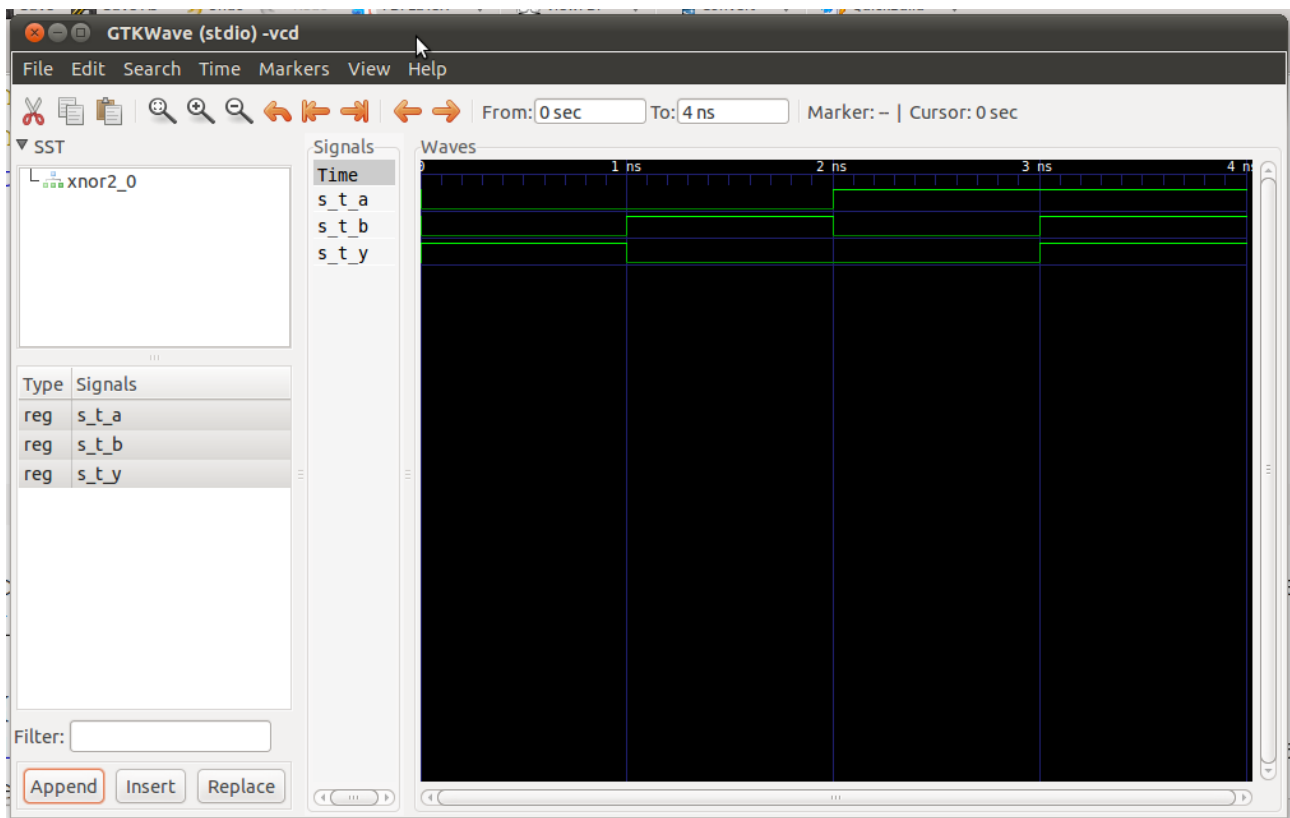 GTKWave (stdio) -vcd
File Edit Search Time Markers View Help
From: 0 sec To: 4 ns Marker: -- | Cursor: 0 sec
SST
xnor2_0
Type Signals
reg s_t_a
reg s_t_b
reg s_t_y
Filter:
Append Insert Replace
Signals
Time
s_t_a
s_t_b
s_t_y
Waves
0 1 ns 2 ns 3 ns 4 n